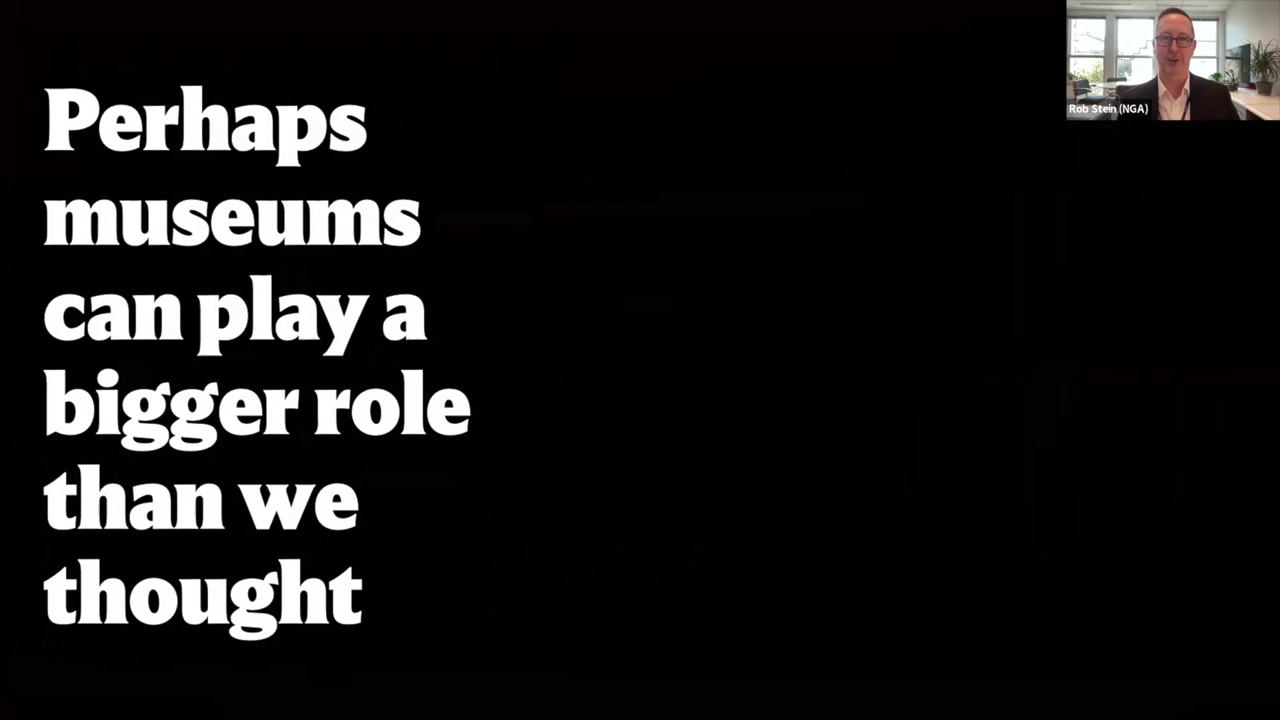 Perhaps
museums
can play a
bigger role
than we
thought
Rob Stein (NGA)